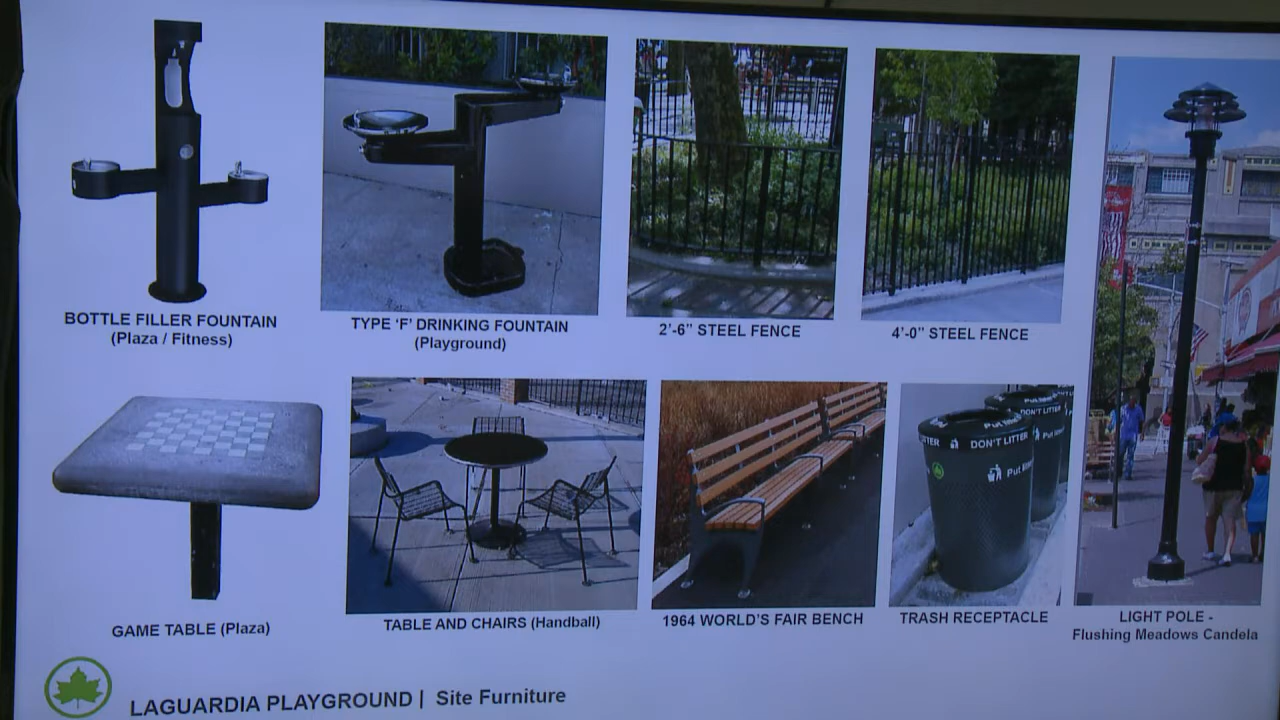 BOTTLE FILLER FOUNTAIN
(Plaza / Fitness)
TYPE ‘F’ DRINKING FOUNTAIN
(Playground)
2’-6” STEEL FENCE
4’-0” STEEL FENCE
GAME TABLE (Plaza)
TABLE AND CHAIRS (Handball)
1964 WORLD’S FAIR BENCH
DON'T LITTER
DON'T LITTER
TRASH RECEPTACLE
LIGHT POLE -
Flushing Meadows Candela
LAGUARDIA PLAYGROUND | Site Furniture